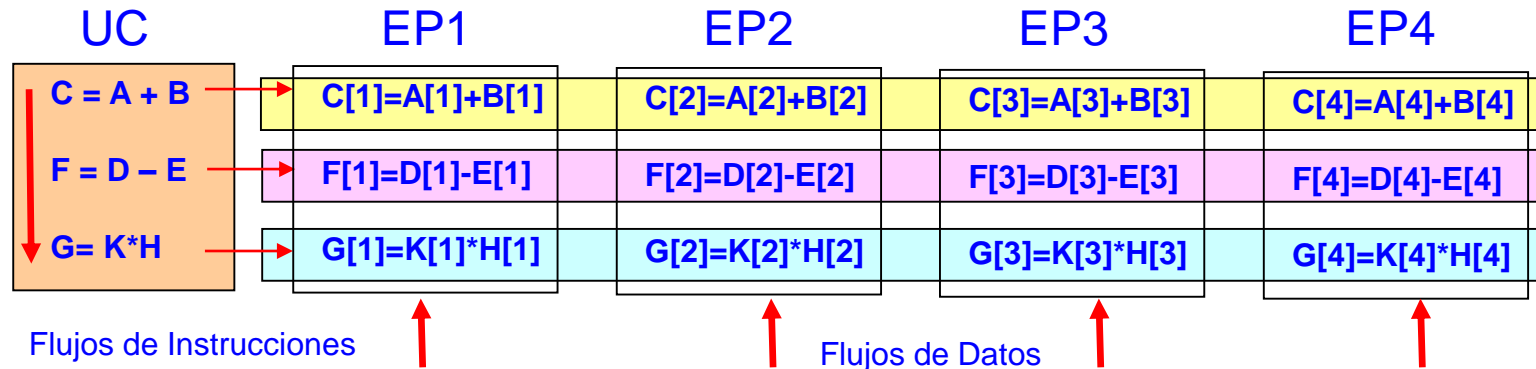 UC EP1 EP2 EP3 EP4
C = A + B C[1]=A[1]+B[1] C[2]=A[2]+B[2] C[3]=A[3]+B[3] C[4]=A[4]+B[4]
F = D – E F[1]=D[1]-E[1] F[2]=D[2]-E[2] F[3]=D[3]-E[3] F[4]=D[4]-E[4]
G= K*H G[1]=K[1]*H[1] G[2]=K[2]*H[2] G[3]=K[3]*H[3] G[4]=K[4]*H[4]
Flujos de Instrucciones Flujos de Datos